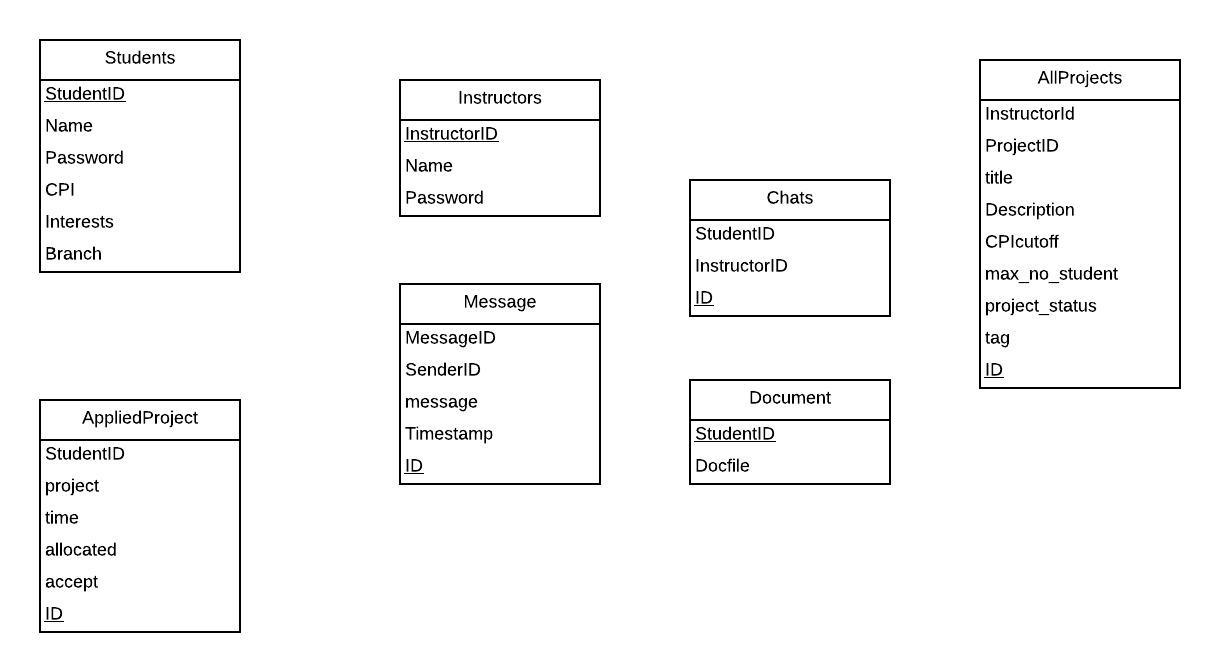 Students
StudentID
Name
Password
CPI
Interests
Branch
Instructors
InstructorID
Name
Password
Chats
StudentID
InstructorID
ID
AllProjects
InstructorId
ProjectID
title
Description
CPIcutoff
max_no_student
project_status
tag
ID
AppliedProject
StudentID
project
time
allocated
accept
ID
Message
MessageID
SenderID
message
Timestamp
ID
Document
StudentID
Docfile